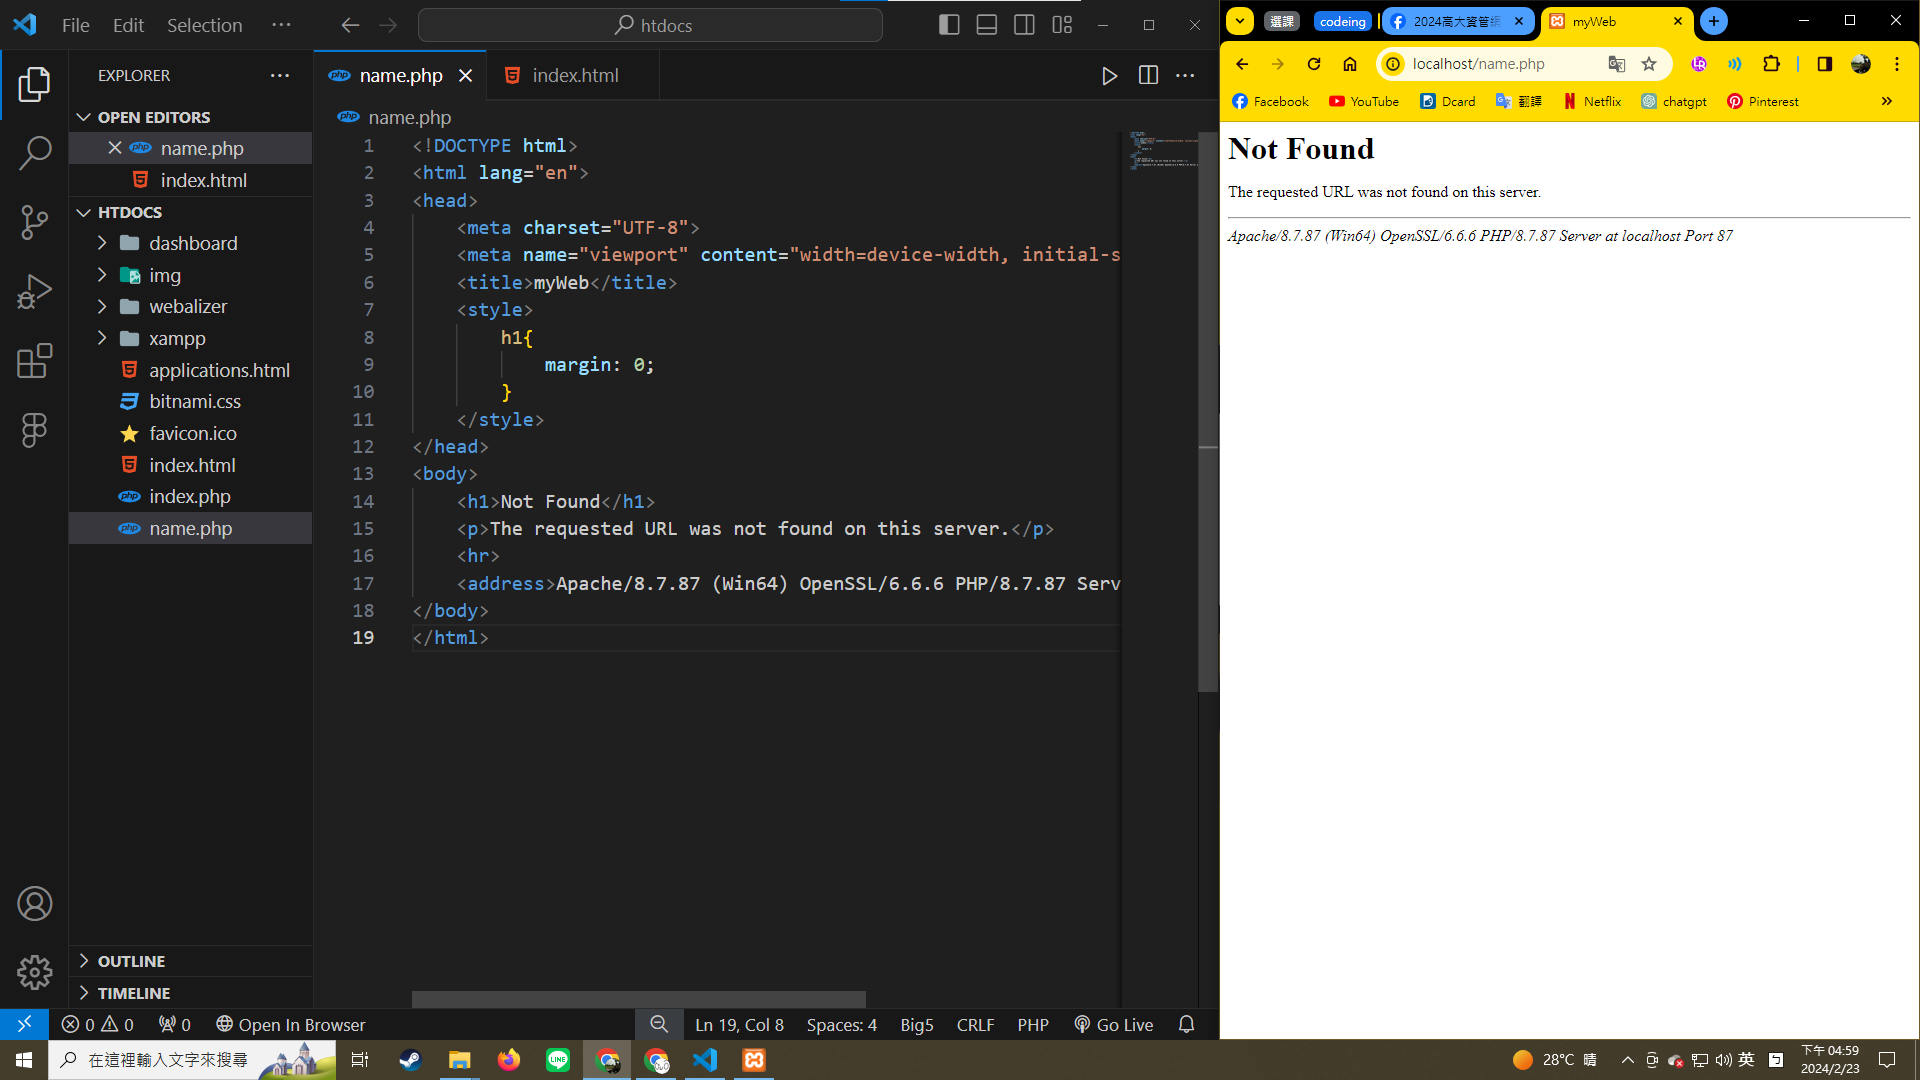 File Edit Selection ··· htdocs
EXPLORER ···
OPEN EDITORS
name.php
index.html
HTDOCS
dashboard
img
webalizer
xampp
applications.html
bitnami.css
favicon.ico
index.html
index.php
name.php
OUTLINE
TIMELINE
name.php index.html
name.php
1 <!DOCTYPE html>
2 <html lang="en">
3 <head>
4 <meta charset="UTF-8">
5 <meta name="viewport" content="width=device-width, initial-s
6 <title>myWeb</title>
7 <style>
8 h1{
9 margin: 0;
10 }
11 </style>
12 </head>
13 <body>
14 <h1>Not Found</h1>
15 <p>The requested URL was not found on this server.</p>
16 <hr>
17 <address>Apache/8.7.87 (Win64) OpenSSL/6.6.6 PHP/8.7.87 Serv
18 </body>
19 </html>
0 0 0 Open In Browser Ln 19, Col 8 Spaces: 4 Big5 CRLF PHP Go Live
選課 codeing 2024高大資管網 myWeb
localhost/name.php
Facebook YouTube Dcard 翻譯 Netflix chatgpt Pinterest »
Not Found
The requested URL was not found on this server.
Apache/8.7.87 (Win64) OpenSSL/6.6.6 PHP/8.7.87 Server at localhost Port 87
在這裡輸入文字來搜尋 LINE 28°C 晴 英 下午 04:59
2024/2/23